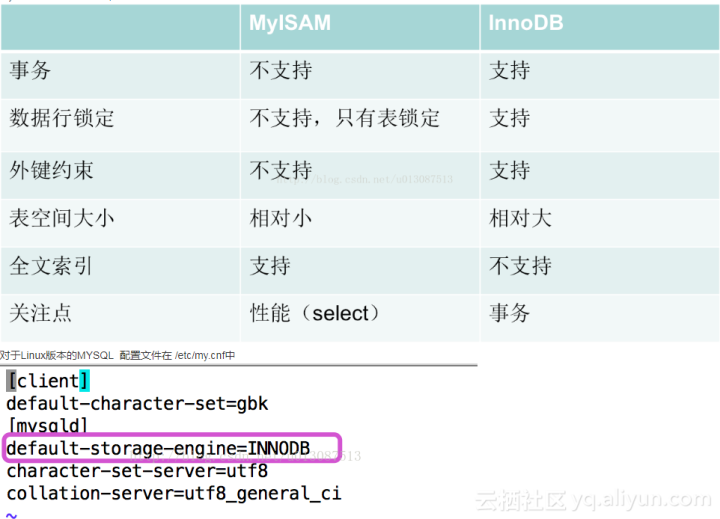 MyISAM InnoDB
事务 不支持 支持
数据行锁定 不支持，只有表锁定 支持
外键约束 不支持 支持
表空间大小 相对小 相对大
全文索引 支持 不支持
关注点 性能（select） 事务
对于Linux版本的MYSQL 配置文件在 /etc/my.cnf中
[client]
default-character-set=gbk
[mysqld]
default-storage-engine=INNODB
character-set-server=utf8
collation-server=utf8_general_ci
~
云栖社区 yq.aliyun.com